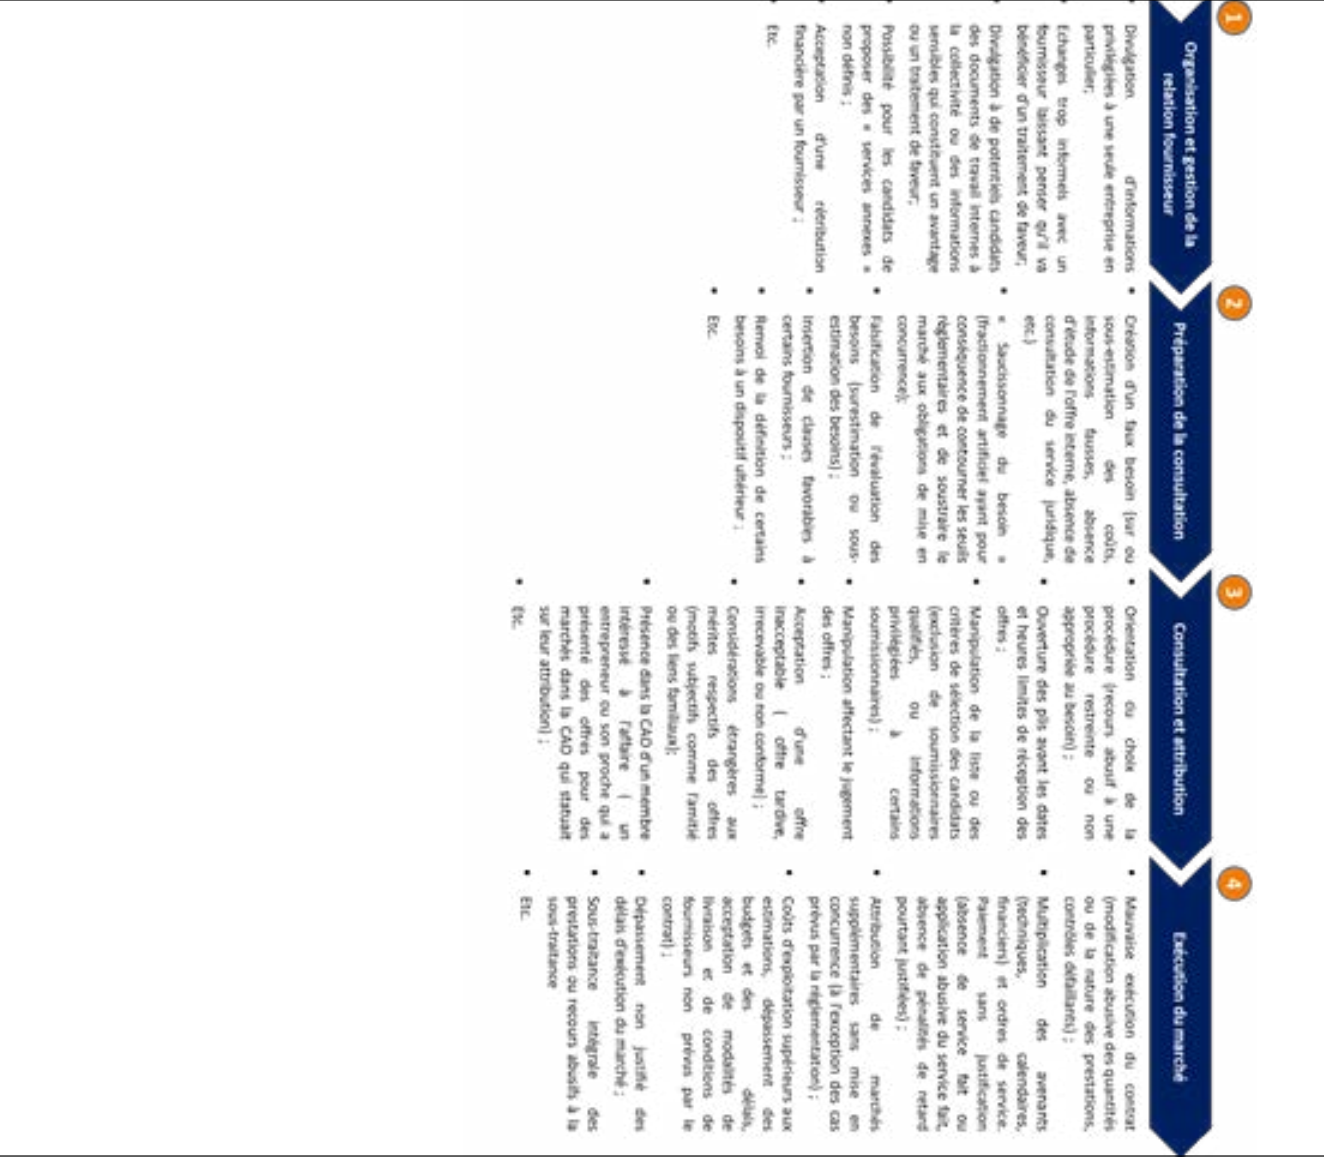 1
Organisation et gestion de la
relation fournisseur
• Divulgation d'informations
privilégiées à une seule entreprise en
particulier;
• Echanges trop informels avec un
fournisseur laissant penser qu'il va
bénéficier d'un traitement de faveur;
• Divulgation à de potentiels candidats
des documents de travail internes à
la collectivité ou des informations
sensibles qui constituent un avantage
ou un traitement de faveur;
• Possibilité pour les candidats de
proposer des « services annexes »
non définis ;
• Acceptation d'une rétribution
financière par un fournisseur ;
• Etc.
2
Préparation de la consultation
• Création d'un faux besoin (sur ou
sous-estimation des coûts,
informations fausses, absence
d'étude de l'offre interne, absence de
consultation du service juridique,
etc.)
• « Saucissonnage du besoin »
(fractionnement artificiel ayant pour
conséquence de contourner les seuils
règlementaires et de soustraire le
marché aux obligations de mise en
concurrence);
• Falsification de l'évaluation des
besoins (surestimation ou sous-
estimation des besoins) ;
• Insertion de clauses favorables à
certains fournisseurs ;
• Renvoi de la définition de certains
besoins à un dispositif ultérieur ;
• Etc.
3
Consultation et attribution
• Orientation du choix de la
procédure (recours abusif à une
procédure restreinte ou non
appropriée au besoin) ;
• Ouverture des plis avant les dates
et heures limites de réception des
offres ;
• Manipulation de la liste ou des
critères de sélection des candidats
(exclusion de soumissionnaires
qualifiés, ou informations
privilégiées à certains
soumissionnaires) ;
• Manipulation affectant le jugement
des offres ;
• Acceptation d'une offre
inacceptable ( offre tardive,
irrecevable ou non conforme) ;
• Considérations étrangères aux
mérites respectifs des offres
(motifs subjectifs comme l'amitié
ou des liens familiaux);
• Présence dans la CAO d'un membre
intéressé à l'affaire ( un
entrepreneur ou son proche qui a
présenté des offres pour des
marchés dans la CAO qui statuait
sur leur attribution) ;
• Etc.
4
Exécution du marché
• Mauvaise exécution du contrat
(modification abusive des quantités
ou de la nature des prestations,
contrôles défaillants) ;
• Multiplication des avenants
(techniques, calendaires,
financiers) et ordres de service.
Paiement sans justification
(absence de service fait ou
application abusive du service fait,
absence de pénalités de retard
pourtant justifiées) ;
• Attribution de marchés
supplémentaires sans mise en
concurrence (à l'exception des cas
prévus par la règlementation) ;
• Coûts d'exploitation supérieurs aux
estimations, dépassement des
budgets et des délais,
acceptation de modalités de
livraison et de conditions de
fournisseurs non prévus par le
contrat) ;
• Dépassement non justifié des
délais d'exécution du marché ;
• Sous-traitance intégrale des
prestations ou recours abusifs à la
sous-traitance
• Etc.